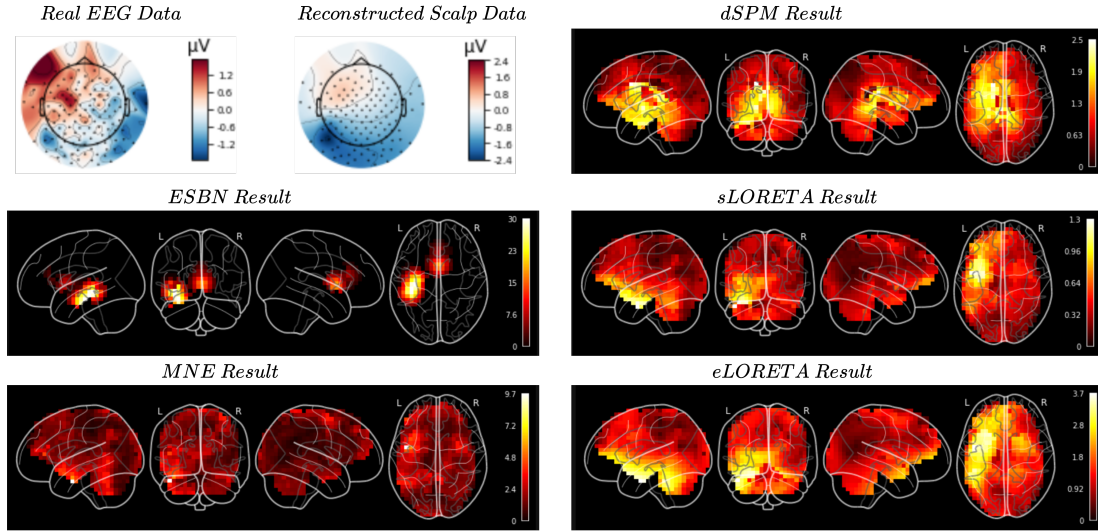 Real EEG Data
Reconstructed Scalp Data
μV
1.2
0.6
0.0
-0.6
-1.2
μV
2.4
1.6
0.8
0.0
-0.8
-1.6
-2.4
dSPM Result
L R
2.5
1.9
1.3
0.63
0
ESBN Result
L R L R
30
23
15
7.6
0
sLORETA Result
L R L R
1.3
0.96
0.64
0.32
0
MNE Result
L R L R
9.7
7.2
4.8
2.4
0
eLORETA Result
L R L R
3.7
2.8
1.8
0.92
0